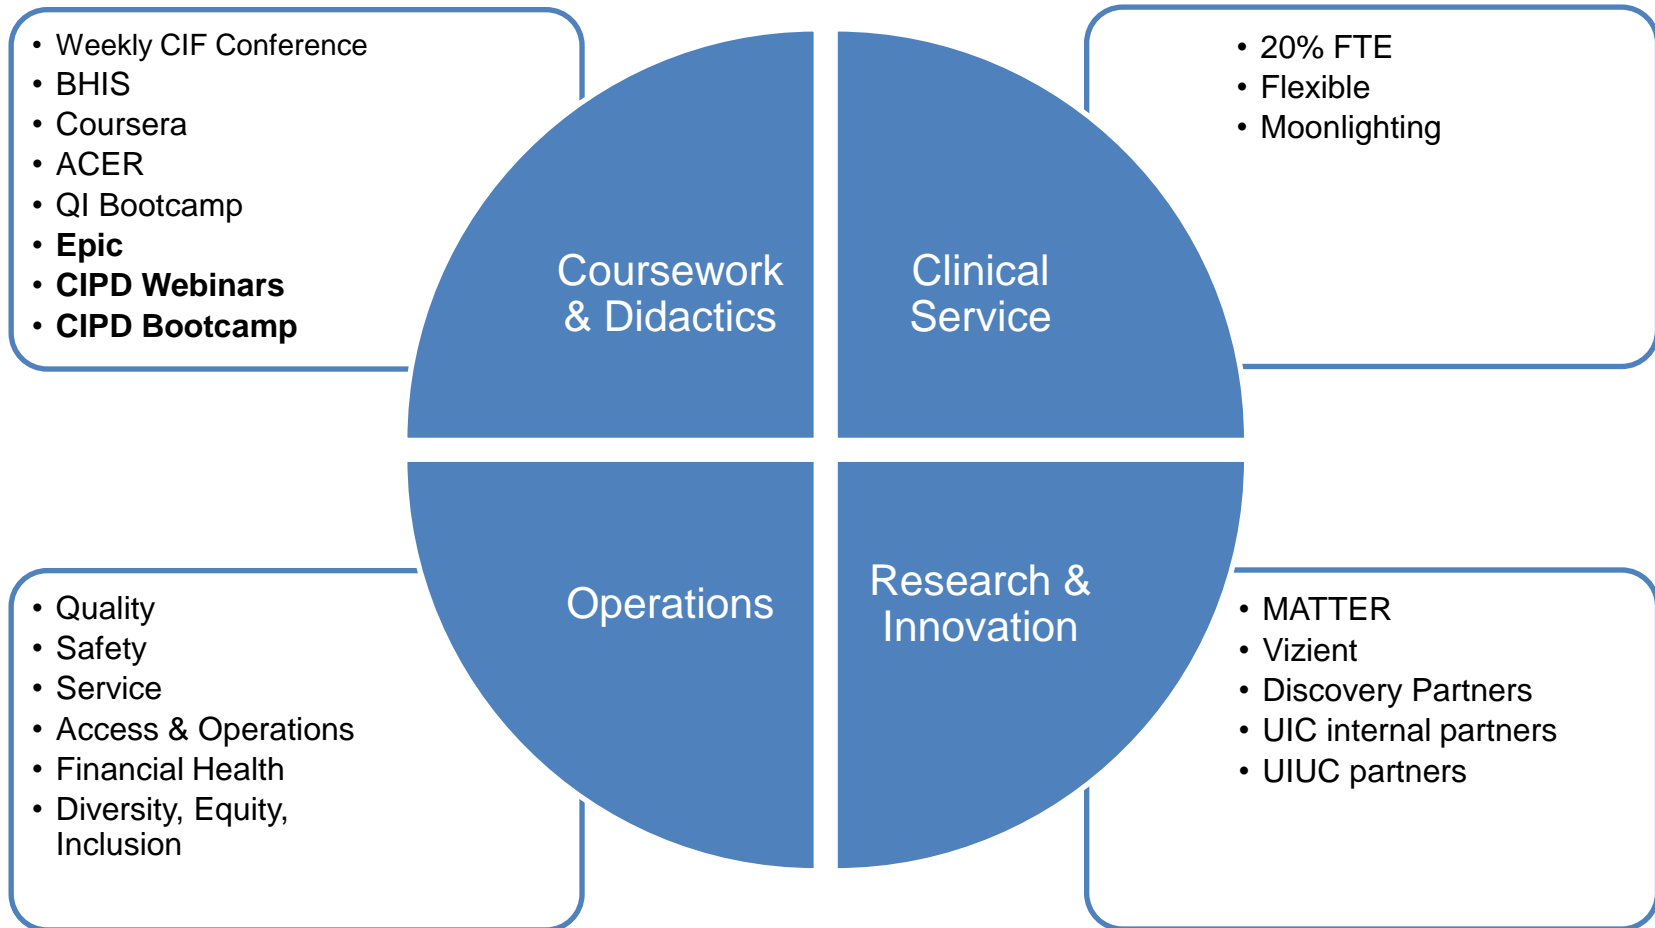 • Weekly CIF Conference
• BHIS
• Coursera
• ACER
• QI Bootcamp
• Epic
• CIPD Webinars
• CIPD Bootcamp
Coursework
& Didactics
Clinical
Service
• 20% FTE
• Flexible
• Moonlighting
• Quality
• Safety
• Service
• Access & Operations
• Financial Health
• Diversity, Equity,
Inclusion
Operations
Research &
Innovation
• MATTER
• Vizient
• Discovery Partners
• UIC internal partners
• UIUC partners